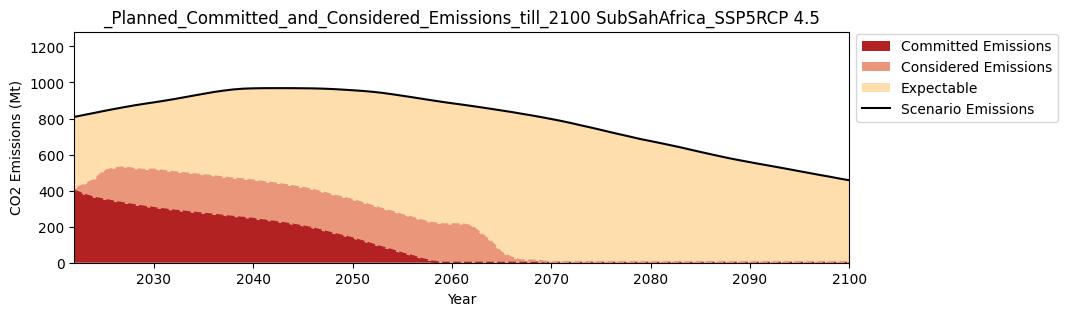 _Planned_Committed_and_Considered_Emissions_till_2100 SubSahAfrica_SSP5RCP 4.5
1200
1000
800
600
400
200
0
CO2 Emissions (Mt)
2030 2040 2050 2060 2070 2080 2090 2100
Year
Committed Emissions
Considered Emissions
Expectable
Scenario Emissions